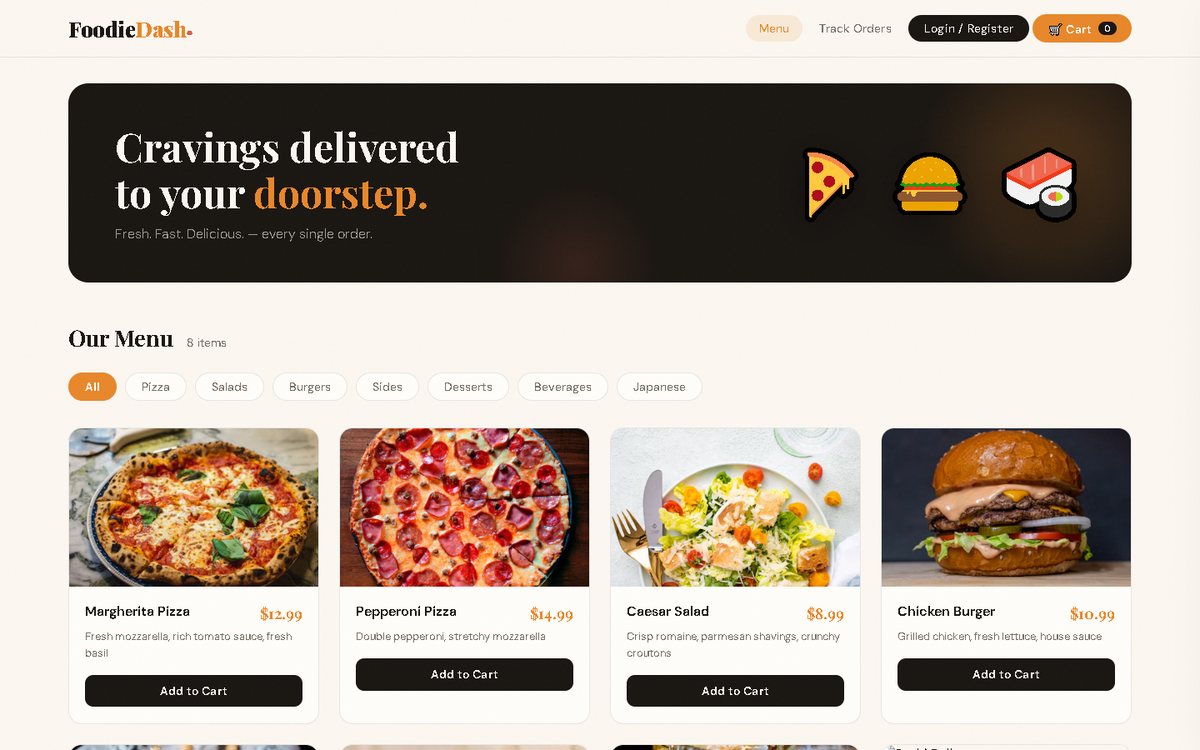 FoodieDash.
Menu
Track Orders
Login / Register
Cart 0
Cravings delivered
to your doorstep.
Fresh. Fast. Delicious. — every single order.
Our Menu 8 items
All
Pizza
Salads
Burgers
Sides
Desserts
Beverages
Japanese
Margherita Pizza $12.99
Fresh mozzarella, rich tomato sauce, fresh
basil
Add to Cart
Pepperoni Pizza $14.99
Double pepperoni, stretchy mozzarella
Add to Cart
Caesar Salad $8.99
Crisp romaine, parmesan shavings, crunchy
croutons
Add to Cart
Chicken Burger $10.99
Grilled chicken, fresh lettuce, house sauce
Add to Cart